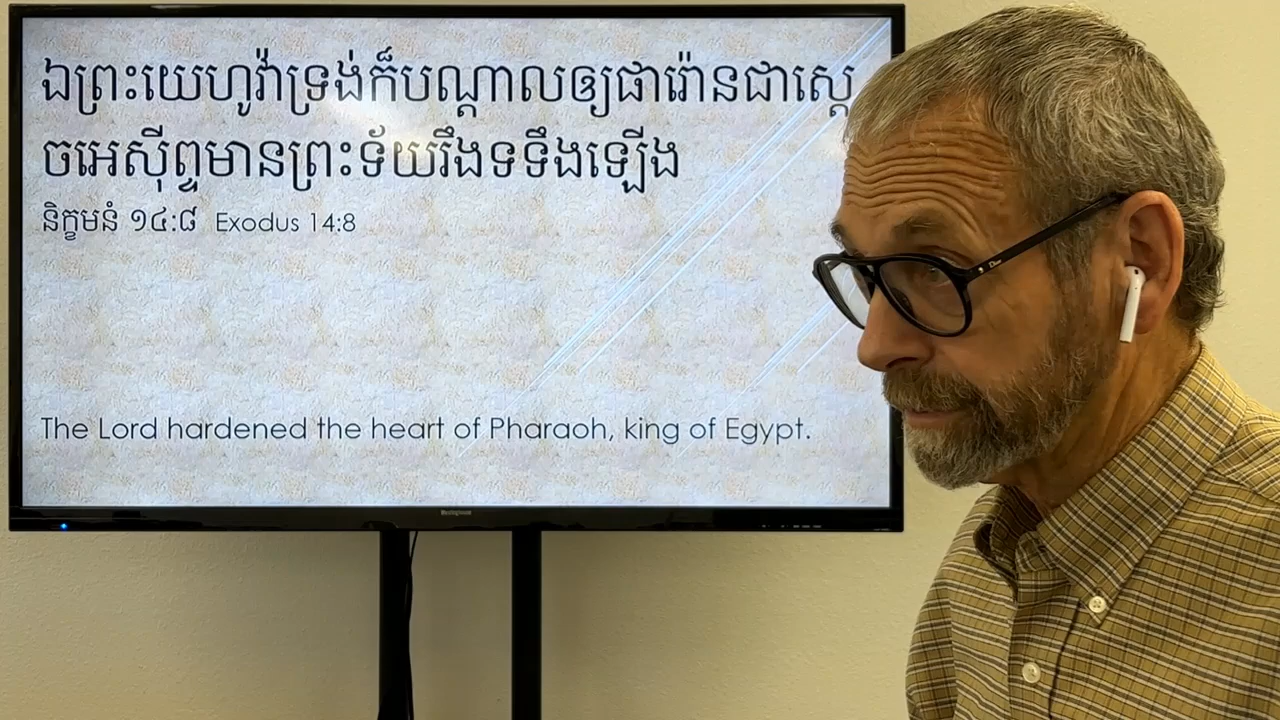 ឯព្រះយេហូវ៉ាទ្រង់ក៏បណ្ដាលឲ្យផារ៉ោនជាស្តេ
ចអេស៊ីព្ទមានព្រះទ័យរឹងទទឹងឡើង
និក្ខមនំ ១៤:៨ Exodus 14:8
The Lord hardened the heart of Pharaoh, king of Egypt.
Westinghouse
Dior